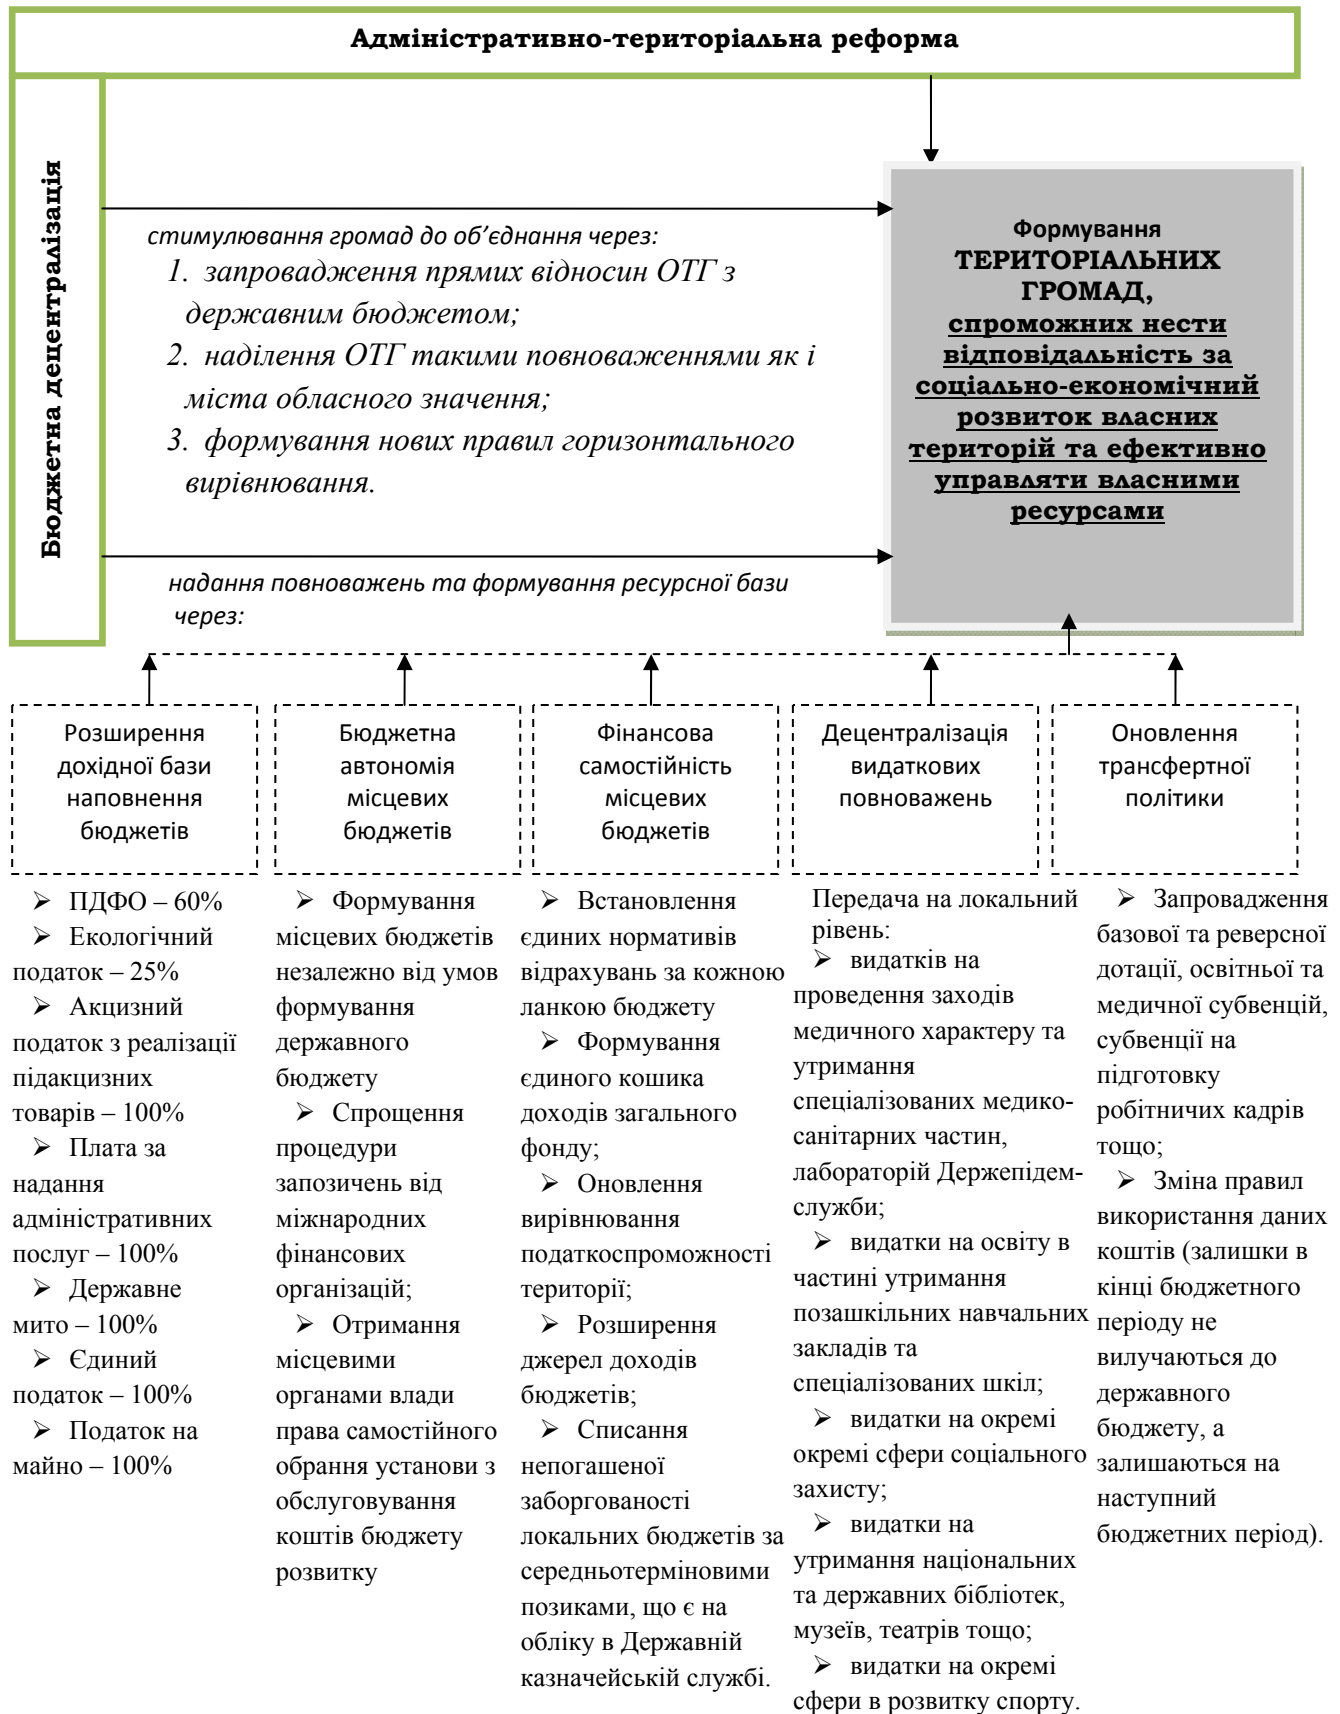 Адміністративно-територіальна реформа
Бюджетна децентралізація
стимулювання громад до об’єднання через:
1. запровадження прямих відносин ОТГ з
державним бюджетом;
2. наділення ОТГ такими повноваженнями як і
міста обласного значення;
3. формування нових правил горизонтального
вирівнювання.
Формування
ТЕРИТОРІАЛЬНИХ
ГРОМАД,
спроможних нести
відповідальність за
соціально-економічний
розвиток власних
територій та ефективно
управляти власними
ресурсами
надання повноважень та формування ресурсної бази
через:
Розширення
дохідної бази
наповнення
бюджетів
Бюджетна
автономія
місцевих
бюджетів
Фінансова
самостійність
місцевих
бюджетів
Децентралізація
видаткових
повноважень
Оновлення
трансфертної
політики
➢ ПДФО – 60%
➢ Екологічний
податок – 25%
➢ Акцизний
податок з реалізації
підакцизних
товарів – 100%
➢ Плата за
надання
адміністративних
послуг – 100%
➢ Державне
мито – 100%
➢ Єдиний
податок – 100%
➢ Податок на
майно – 100%
➢ Формування
місцевих бюджетів
незалежно від умов
формування
державного
бюджету
➢ Спрощення
процедури
запозичень від
міжнародних
фінансових
організацій;
➢ Отримання
місцевими
органами влади
права самостійного
обрання установи з
обслуговування
коштів бюджету
розвитку
➢ Встановлення
єдиних нормативів
відрахувань за кожною
ланкою бюджету
➢ Формування
єдиного кошика
доходів загального
фонду;
➢ Оновлення
вирівнювання
податкоспроможності
території;
➢ Розширення
джерел доходів
бюджетів;
➢ Списання
непогашеної
заборгованості
локальних бюджетів за
середньотерміновими
позиками, що є на
обліку в Державній
казначейській службі.
Передача на локальний
рівень:
➢ видатків на
проведення заходів
медичного характеру та
утримання
спеціалізованих медико-
санітарних частин,
лабораторій Держепідем-
служби;
➢ видатки на освіту в
частині утримання
позашкільних навчальних
закладів та
спеціалізованих шкіл;
➢ видатки на окремі
окремі сфери соціального
захисту;
➢ видатки на
утримання національних
та державних бібліотек,
музеїв, театрів тощо;
➢ видатки на окремі
сфери в розвитку спорту.
➢ Запровадження
базової та реверсної
дотації, освітньої та
медичної субвенцій,
субвенції на
підготовку
робітничих кадрів
тощо;
➢ Зміна правил
використання даних
коштів (залишки в
кінці бюджетного
періоду не
вилучаються до
державного
бюджету, а
залишаються на
наступний
бюджетних період).